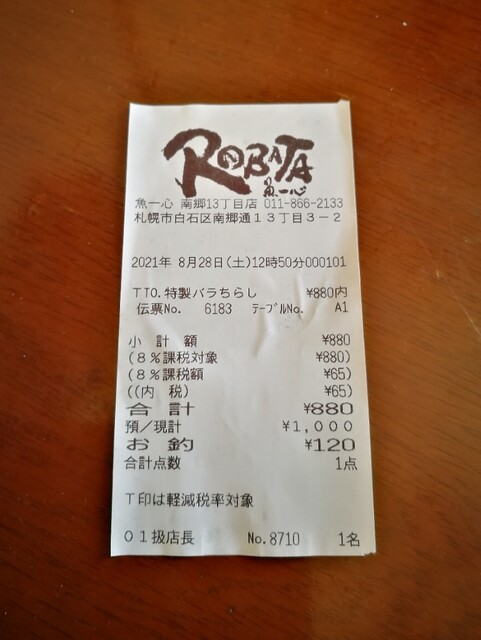 ROBATA
魚一心
魚一心 南郷13丁目店 011-866-2133
札幌市白石区南郷通13丁目3-2
2021年 8月28日(土)12時50分000101
TTO.特製バラちらし ¥880内
伝票No. 6183 テーブルNo. A1
小計額 ¥880
(8%課税対象 ¥880)
(8%課税額 ¥65)
((内 税) ¥65)
合計 ¥880
預/現計 ¥1,000
お釣 ¥120
合計点数 1点
T印は軽減税率対象
01扱店長 No.8710 1名